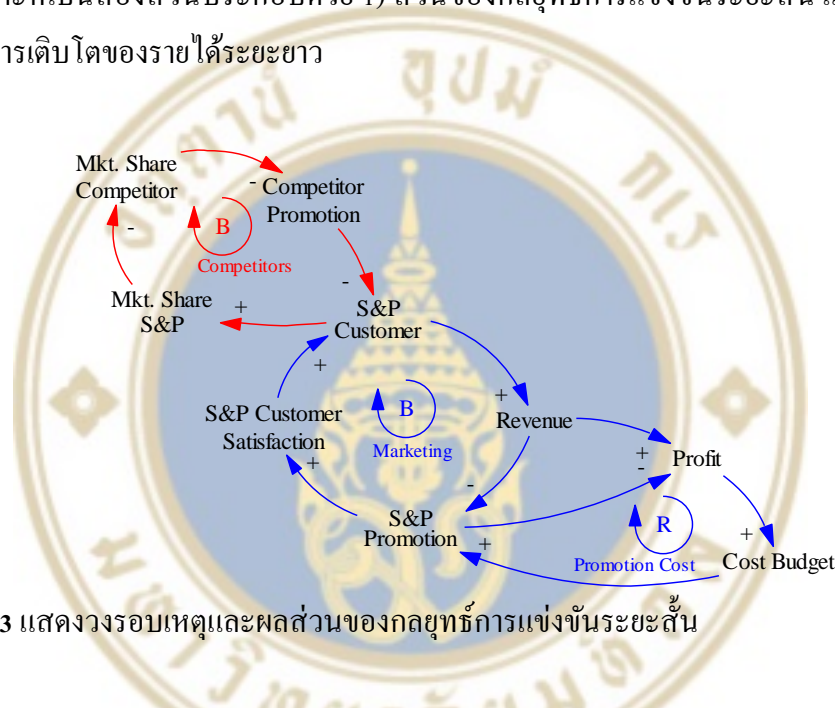 การเติบโตของรายได้ระยะยาว
Mkt. Share
Competitor
- Competitor
Promotion
B
Competitors
-
-
Mkt. Share
S&P
+
S&P
Customer
+
S&P Customer
Satisfaction
B
Marketing
+
Revenue
+
-
+
-
Profit
S&P
Promotion
+
R
Promotion Cost
+
Cost Budget
3 แสดงวงรอบเหตุและผลส่วนของกลยุทธ์การแข่งขันระยะสั้น